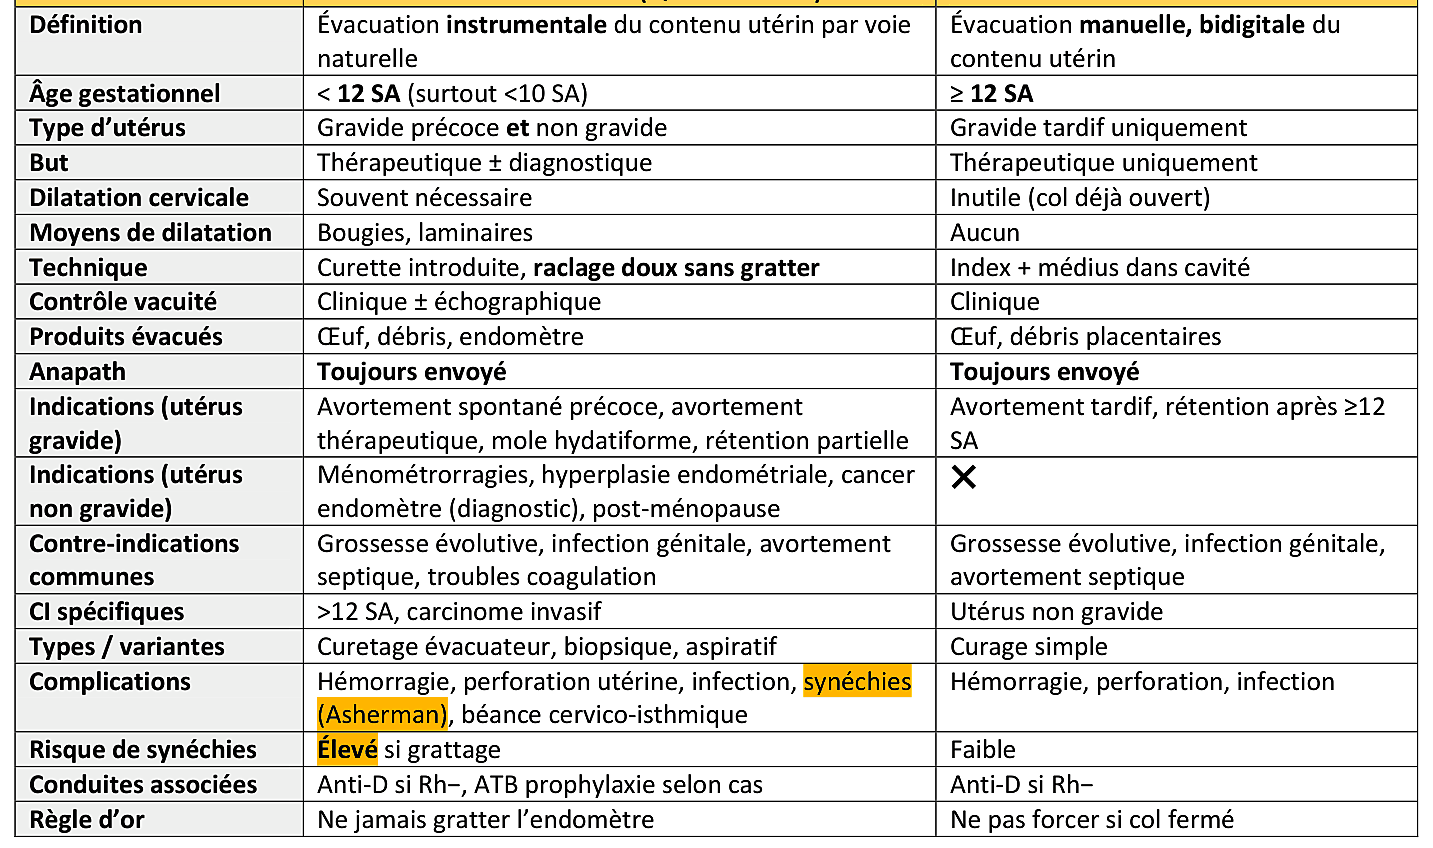 Définition
Évacuation instrumentale du contenu utérin par voie
naturelle
Évacuation manuelle, bidigitale du
contenu utérin
Âge gestationnel
< 12 SA (surtout <10 SA)
≥ 12 SA
Type d’utérus
Gravide précoce et non gravide
Gravide tardif uniquement
But
Thérapeutique ± diagnostique
Thérapeutique uniquement
Dilatation cervicale
Souvent nécessaire
Inutile (col déjà ouvert)
Moyens de dilatation
Bougies, laminaires
Aucun
Technique
Curette introduite, raclage doux sans gratter
Index + médius dans cavité
Contrôle vacuité
Clinique ± échographique
Clinique
Produits évacués
Œuf, débris, endomètre
Œuf, débris placentaires
Anapath
Toujours envoyé
Toujours envoyé
Indications (utérus
gravide)
Avortement spontané précoce, avortement
thérapeutique, mole hydatiforme, rétention partielle
Avortement tardif, rétention après ≥12
SA
Indications (utérus
non gravide)
Ménométrorragies, hyperplasie endométriale, cancer
endomètre (diagnostic), post-ménopause
❌
Contre-indications
communes
Grossesse évolutive, infection génitale, avortement
septique, troubles coagulation
Grossesse évolutive, infection génitale,
avortement septique
CI spécifiques
>12 SA, carcinome invasif
Utérus non gravide
Types / variantes
Curetage évacuateur, biopsique, aspiratif
Curage simple
Complications
Hémorragie, perforation utérine, infection, synéchies
(Asherman), béance cervico-isthmique
Hémorragie, perforation, infection
Risque de synéchies
Élevé si grattage
Faible
Conduites associées
Anti-D si Rh−, ATB prophylaxie selon cas
Anti-D si Rh−
Règle d’or
Ne jamais gratter l’endomètre
Ne pas forcer si col fermé